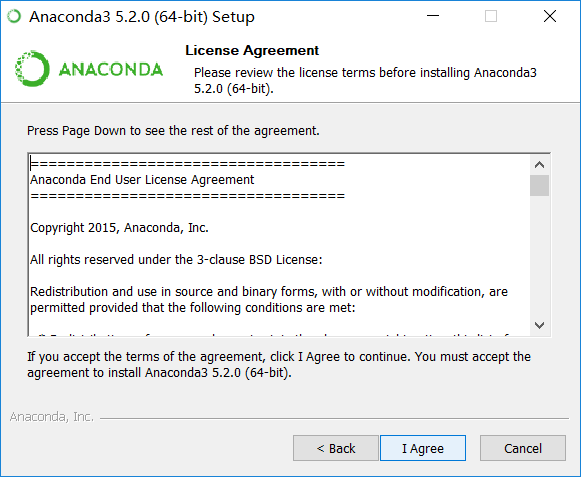 Anaconda3 5.2.0 (64-bit) Setup
ANACONDA
License Agreement
Please review the license terms before installing Anaconda3
5.2.0 (64-bit).
Press Page Down to see the rest of the agreement.
===================================
Anaconda End User License Agreement
===================================
Copyright 2015, Anaconda, Inc.
All rights reserved under the 3-clause BSD License:
Redistribution and use in source and binary forms, with or without modification, are
permitted provided that the following conditions are met:
If you accept the terms of the agreement, click I Agree to continue. You must accept the
agreement to install Anaconda3 5.2.0 (64-bit).
Anaconda, Inc.
< Back
I Agree
Cancel